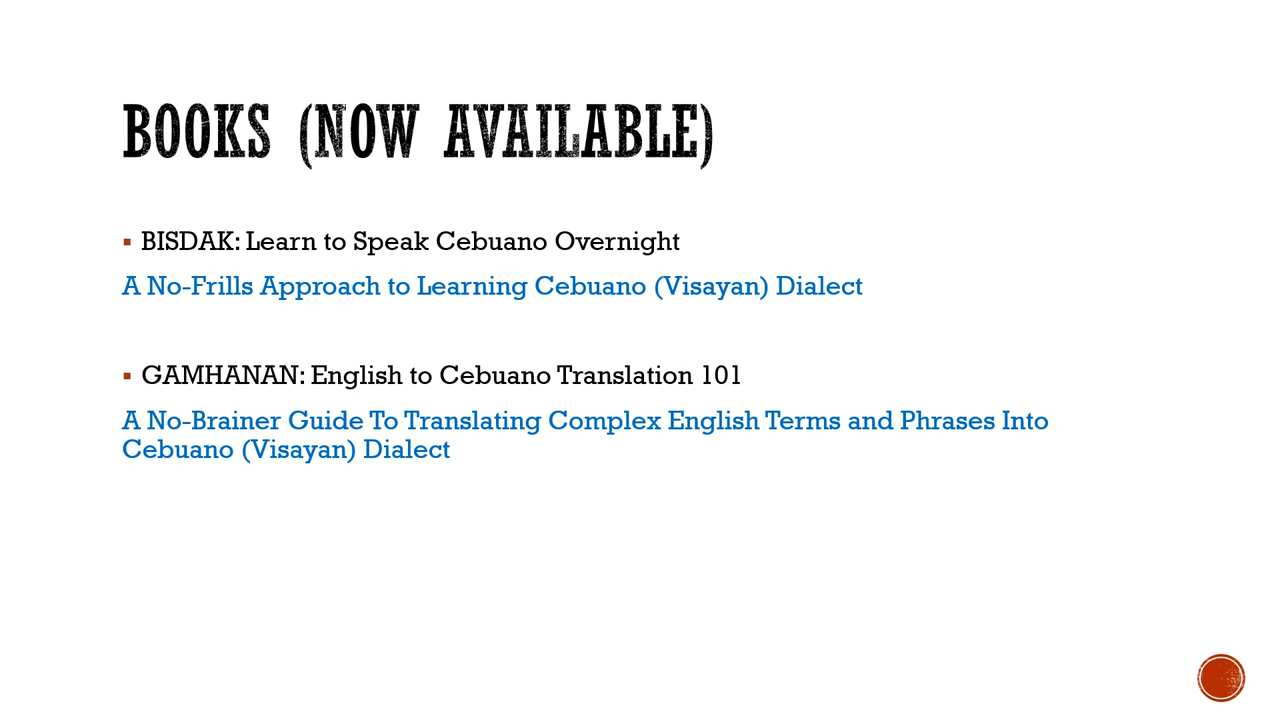 BOOKS (NOW AVAILABLE)
▪ BISDAK: Learn to Speak Cebuano Overnight
A No-Frills Approach to Learning Cebuano (Visayan) Dialect
▪ GAMHANAN: English to Cebuano Translation 101
A No-Brainer Guide To Translating Complex English Terms and Phrases Into
Cebuano (Visayan) Dialect